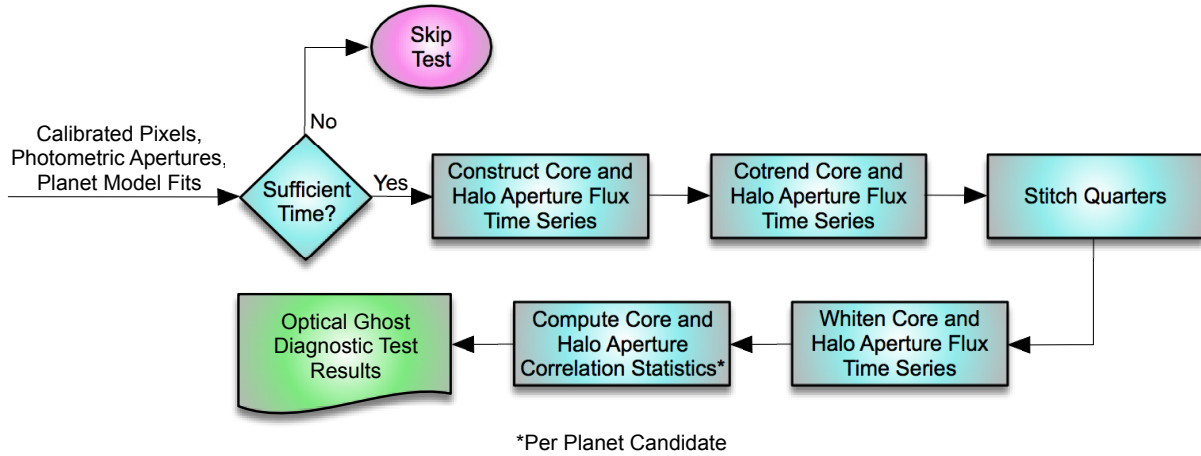 Skip
Test
No
Calibrated Pixels,
Photometric Apertures,
Planet Model Fits
Sufficient
Time?
Yes
Construct Core and
Halo Aperture Flux
Time Series
Cotrend Core and
Halo Aperture Flux
Time Series
Stitch Quarters
Whiten Core and
Halo Aperture Flux
Time Series
Compute Core and
Halo Aperture
Correlation Statistics*
Optical Ghost
Diagnostic Test
Results
*Per Planet Candidate